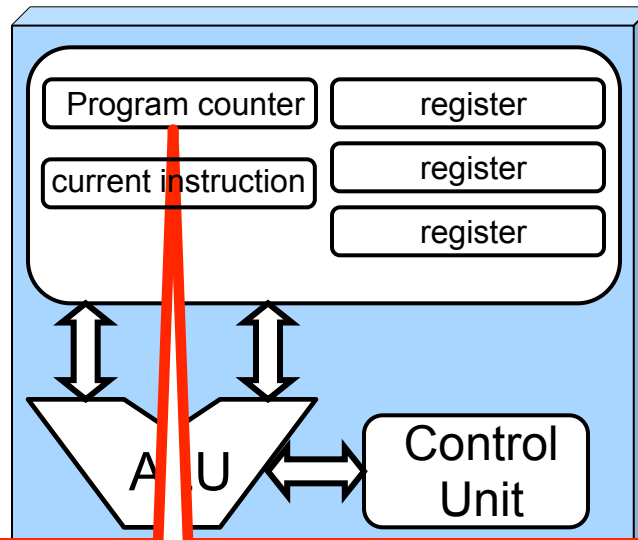 Program counter
register
current instruction
register
register
ALU
Control
Unit